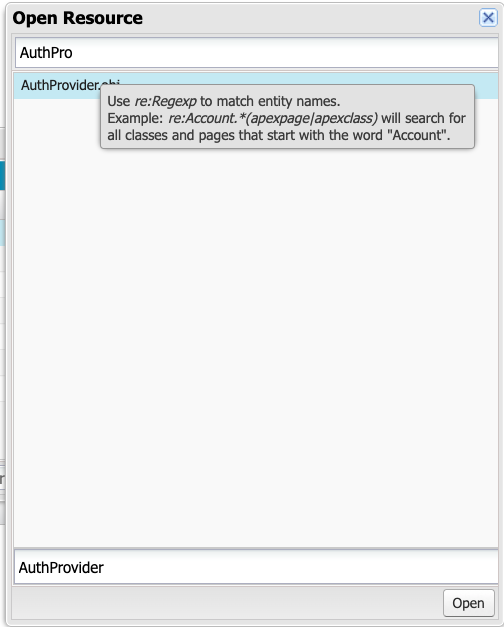 Open Resource
AuthPro
AuthProvider.obj
Use re:Regexp to match entity names.
Example: re:Account.*(apexpage|apexclass) will search for
all classes and pages that start with the word "Account".
AuthProvider
Open